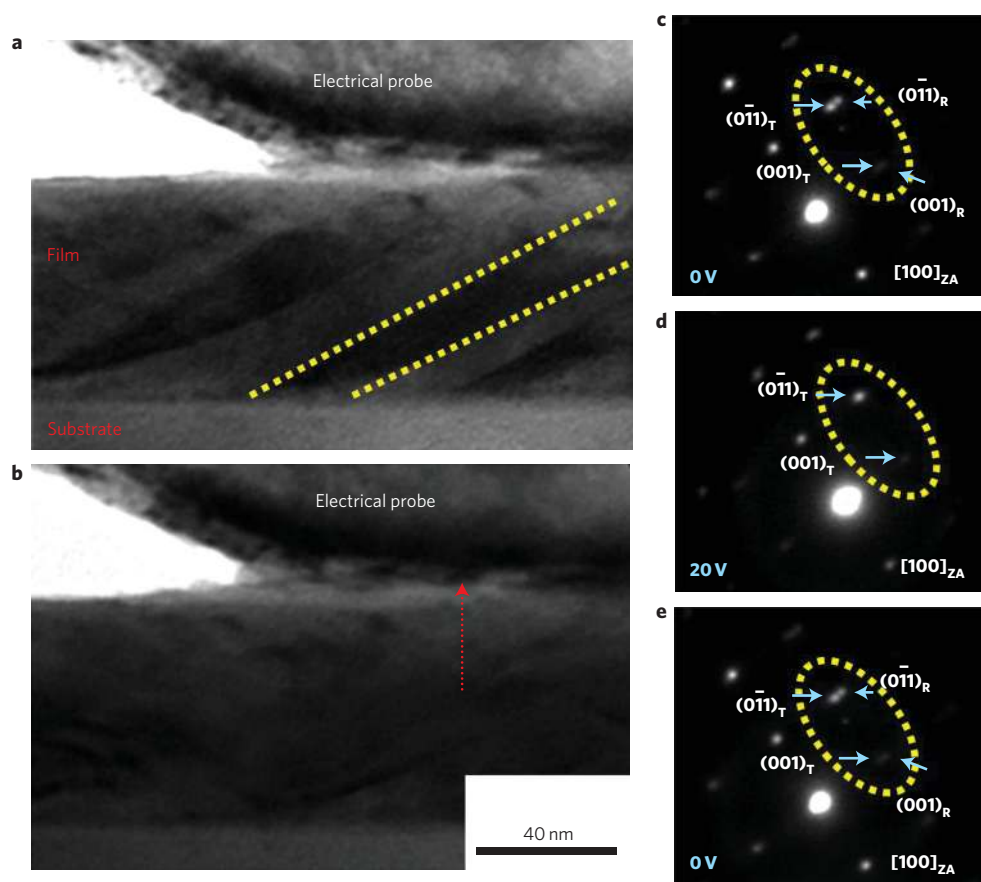 a
Electrical probe
Film
Substrate
b
Electrical probe
40 nm
c
(01̄1)T
(01̄1)R
(001)T
(001)R
0 V
[100]ZA
d
(01̄1)T
(001)T
20 V
[100]ZA
e
(01̄1)T
(01̄1)R
(001)T
(001)R
0 V
[100]ZA